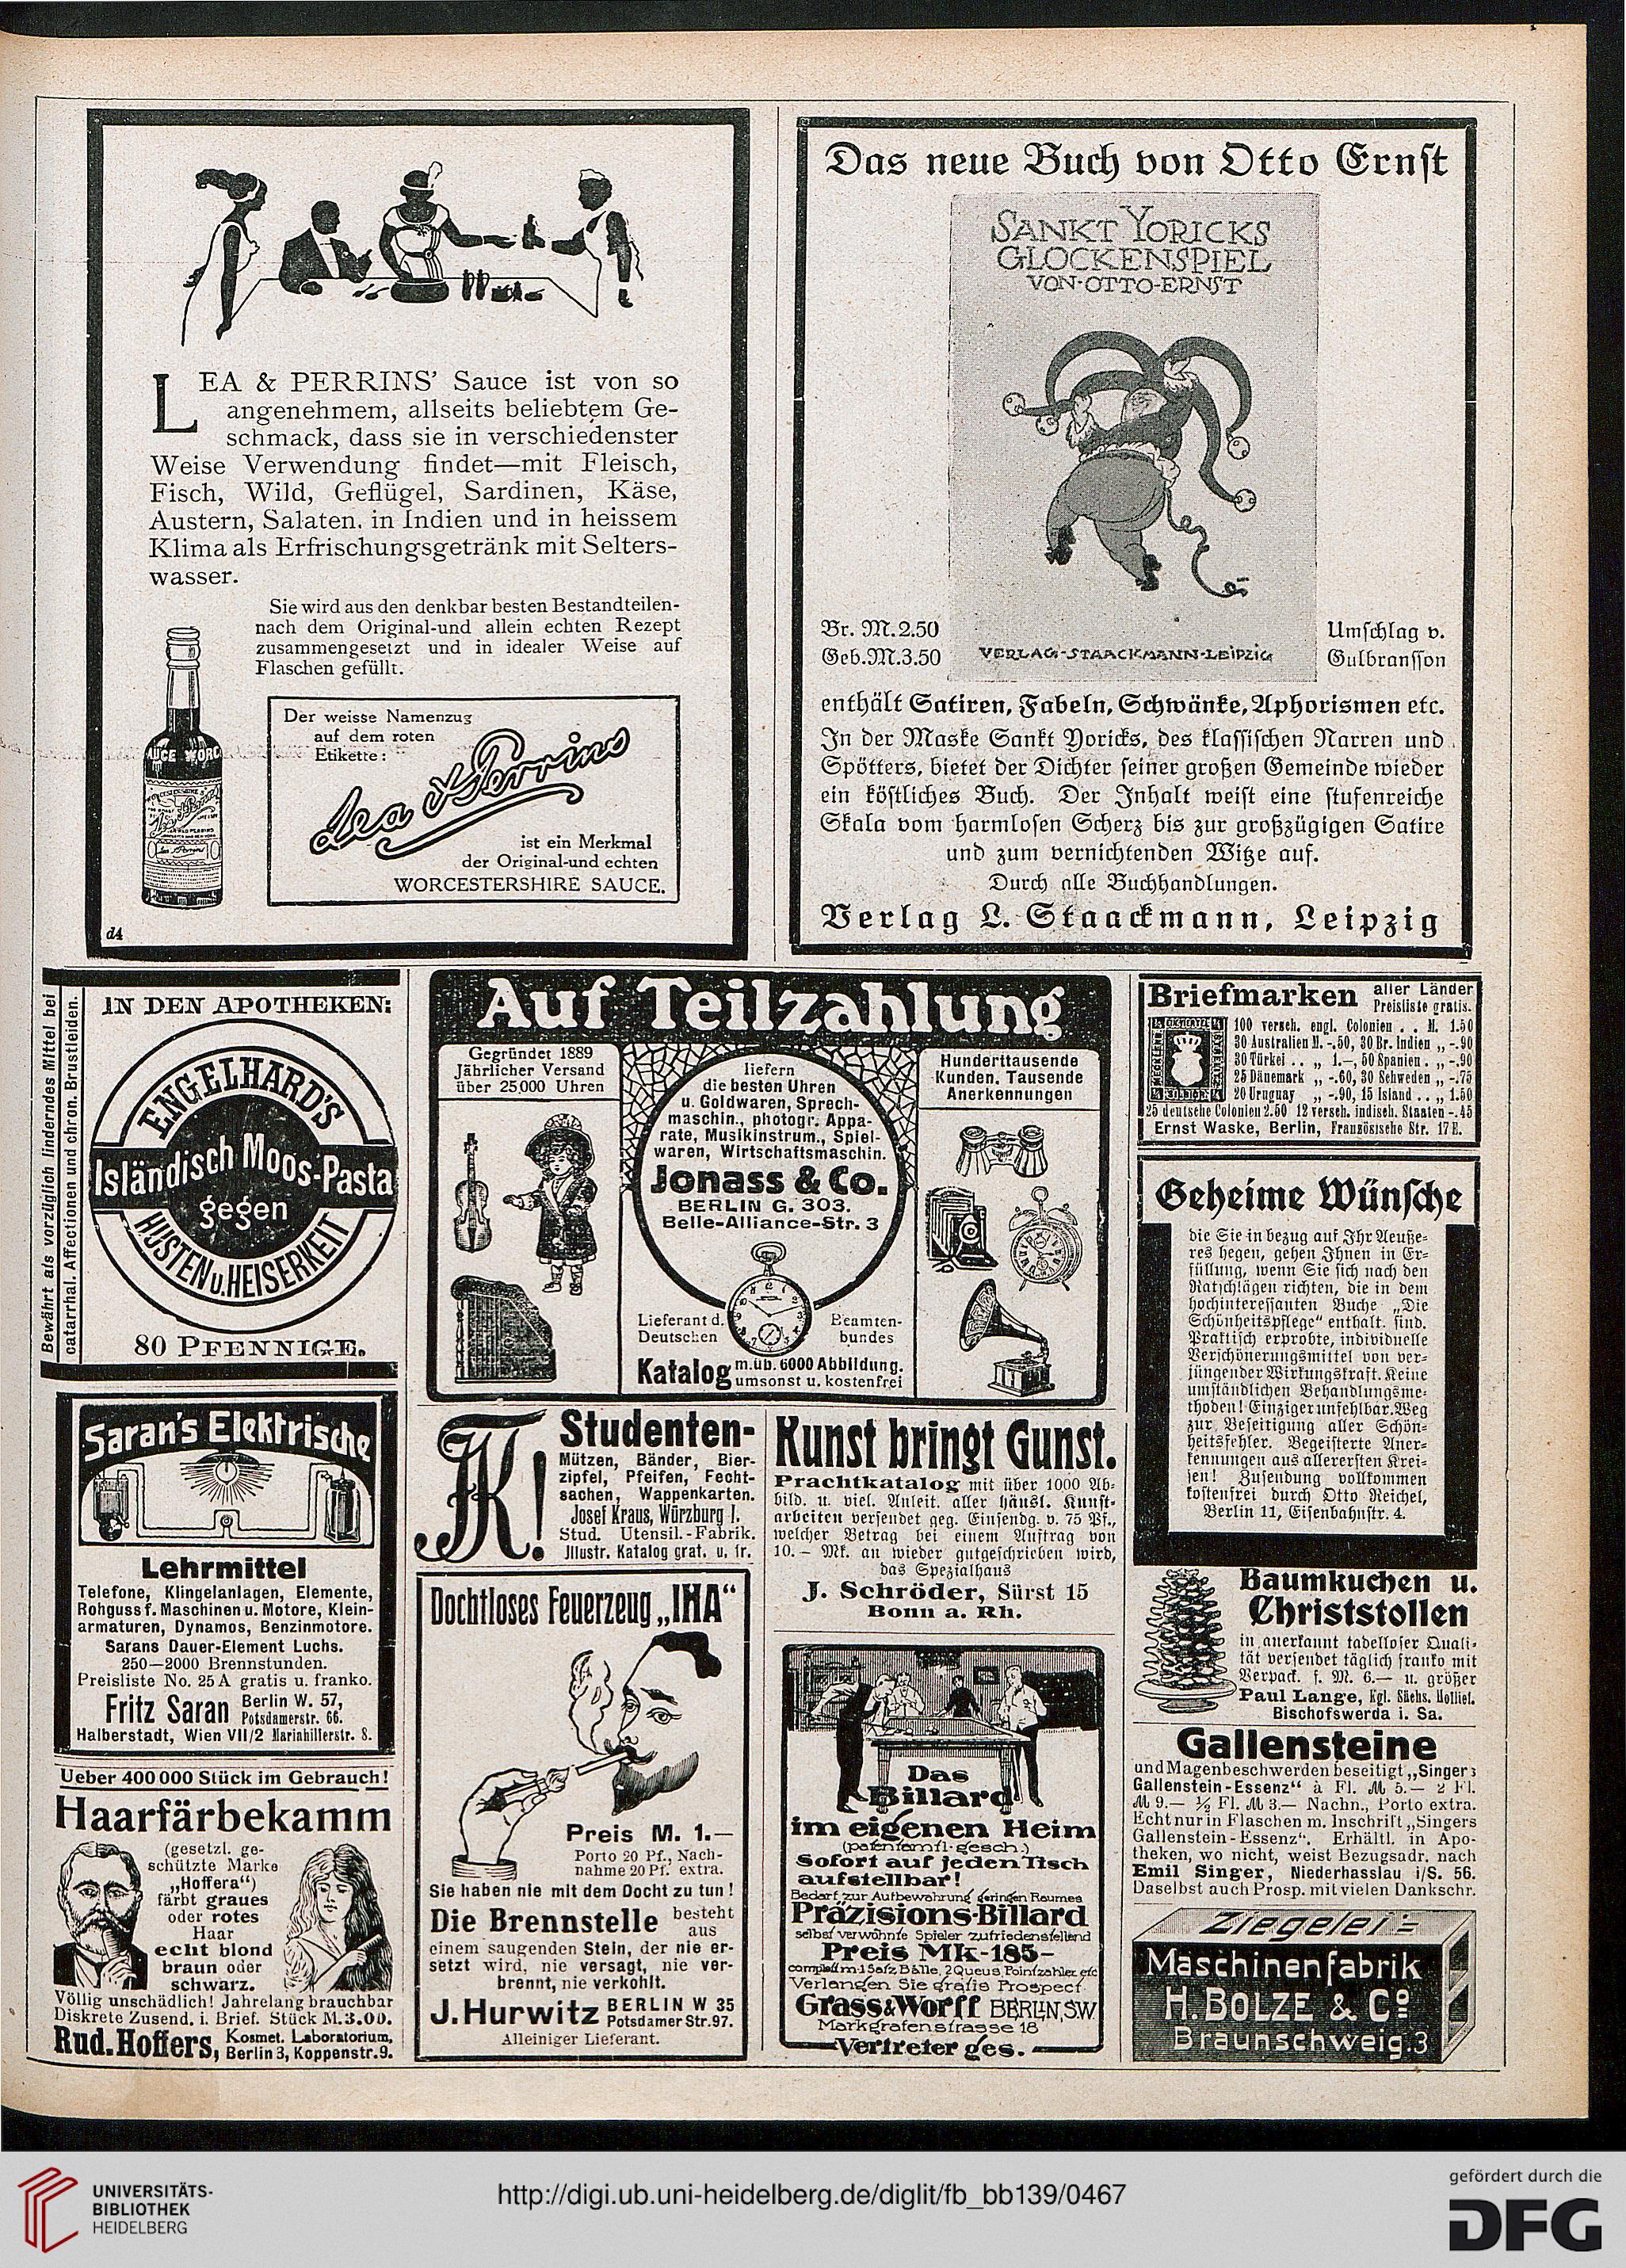 LEA & PERRINS' Sauce ist von so
angenehmem, allseits beliebtem Ge-
schmack, dass sie in verschiedenster
Weise Verwendung findet—mit Fleisch,
Fisch, Wild, Geflügel, Sardinen, Käse,
Austern, Salaten, in Indien und in heissem
Klima als Erfrischungsgetränk mit Selters-
wasser.
Sie wird aus den denkbar besten Bestandteilen-
nach dem Original-und allein echten Rezept
zusammengesetzt und in idealer Weise auf
Flaschen gefüllt.
Der weisse Namenzug
auf dem roten
Etikette:
Lea & Perrins
ist ein Merkmal
der Original-und echten
WORCESTERSHIRE SAUCE.
d4
Das neue Buch von Otto Ernst
SANKT YORICKS
GLOCKENSPIEL
VON·OTTO-ERNST
VERLAG·STAACKMANN·LEIPZIG
Br. M.2.50
Geb.M.3.50
Umschlag v.
Gulbransson
enthält Satiren, Fabeln, Schwänke, Aphorismen etc.
In der Maske Sankt Yoricks, des klassischen Narren und
Spötters, bietet der Dichter seiner großen Gemeinde wieder
ein köstliches Buch. Der Inhalt weist eine stufenreiche
Skala vom harmlosen Scherz bis zur großzügigen Satire
und zum vernichtenden Witze auf.
Durch alle Buchhandlungen.
Verlag L. Staackmann, Leipzig
Bewährt als vorzüglich linderndes Mittel bei
catarrhal. Affectionen und chron. Brustleiden.
IN DEN APOTHEKEN:
ENGELHARD'S
Isländisch Moos-Pasta
gegen
HUSTEN u. HEISERKEIT
80 PFENNIGE.
Auf Teilzahlung
Gegründet 1889
Jährlicher Versand
über 25000 Uhren
liefern
die besten Uhren
u. Goldwaren, Sprech-
maschin., photogr. Appa-
rate, Musikinstrum., Spiel-
waren, Wirtschaftsmaschin.
Jonass & Co.
BERLIN G. 303.
Belle-Alliance-Str. 3
Hunderttausende
Kunden. Tausende
Anerkennungen
Lieferant d. Beamten-
Deutschen bundes
Katalog m. üb. 6000 Abbildung.
umsonst u. kostenfrei
Briefmarken aller Länder
Preisliste gratis.
100 versch. engl. Colonien . . M. 1.50
30 Australien M. -.50, 30 Br. Indien „ -.90
30 Türkei . . „ 1.—, 50 Spanien . „ -.90
25 Dänemark „ -.60, 30 Schweden „ -.75
20 Uruguay „ -.90, 15 Island . . „ 1.50
25 deutsche Colonien 2.50 12 versch. indisch. Staaten -.45
Ernst Waske, Berlin, Französische Str. 17 E.
Geheime Wünsche
die Sie in bezug auf Ihr Aeuße-
res hegen, gehen Ihnen in Er-
füllung, wenn Sie sich nach den
Ratschlägen richten, die in dem
hochinteressanten Buche „Die
Schönheitspflege“ enthalt. sind.
Praktisch erprobte, individuelle
Verschönerungsmittel von ver-
jüngender Wirkungskraft. Keine
umständlichen Behandlungsme-
thoden! Einziger unfehlbar. Weg
zur Beseitigung aller Schön-
heitsfehler. Begeisterte Aner-
kennungen aus allerersten Krei-
sen! Zusendung vollkommen
kostenfrei durch Otto Reichel,
Berlin 11, Eisenbahnstr. 4.
Saran's Elektrische
Lehrmittel
Telefone, Klingelanlagen, Elemente,
Rohguss f. Maschinen u. Motore, Klein-
armaturen, Dynamos, Benzinmotore.
Sarans Dauer-Element Luchs.
250—2000 Brennstunden.
Preisliste No. 25 A gratis u. franko.
Fritz Saran Berlin W. 57,
Potsdamerstr. 66.
Halberstadt, Wien VII/2 Mariahilferstr. 8.
Studenten-
Mützen, Bänder, Bier-
zipfel, Pfeifen, Fecht-
sachen, Wappenkarten.
Josef Kraus, Würzburg I.
Stud. Utensil.-Fabrik.
Jllustr. Katalog grat. u. fr.
Kunst bringt Gunst.
Prachtkatalog mit über 1000 Ab-
bild. u. viel. Anleit. aller häusl. Kunst-
arbeiten versendet geg. Einsendg. v. 75 Pf.,
welcher Betrag bei einem Auftrag von
10.— Mk. an wieder gutgeschrieben wird,
das Spezialhaus
J. Schröder, Sürst 15
Bonn a. Rh.
Ueber 400000 Stück im Gebrauch!
Haarfärbekamm
(gesetzl. ge-
schützte Marke
„Hoffera“)
färbt graues
oder rotes
Haar
echt blond
braun oder
schwarz.
Völlig unschädlich! Jahrelang brauchbar
Diskrete Zusend. i. Brief. Stück M.3.00.
Rud. Hoffers, Kosmet. Laboratorium,
Berlin 3, Koppenstr. 9.
Dochtloses Feuerzeug „IHA“
Preis M. 1.—
Porto 20 Pf., Nach-
nahme 20 Pf. extra.
Sie haben nie mit dem Docht zu tun!
Die Brennstelle besteht
aus
einem saugenden Stein, der nie er-
setzt wird, nie versagt, nie ver-
brennt, nie verkohlt.
J. Hurwitz BERLIN W 35
Potsdamer Str. 97.
Alleiniger Lieferant.
Das
Billard
im eigenen Heim
(patentamtl. gesch.)
Sofort auf jeden Tisch
aufstellbar!
Bedarf zur Aufbewahrung geringen Raumes
Präzisions-Billard
selbst verwöhnte Spieler zufriedenstellend
Preis Mk-185-
complett m. 1 Satz Bälle, 2 Queus, Pointzähler etc
Verlangen Sie gratis Prospect
Grass & Worff BERLIN, SW.
Markgrafenstrasse 18
Vertreter ges.
Baumkuchen u.
Christstollen
in anerkannt tadelloser Quali-
tät versendet täglich franko mit
Verpack. f. M. 6.— u. größer
Paul Lange, Kgl. Sächs. Hoflief.
Bischofswerda i. Sa.
Gallensteine
und Magenbeschwerden beseitigt „Singers
Gallenstein-Essenz“ à Fl. M 5.— 2 Fl.
M 9.— ½ Fl. M 3.— Nachn., Porto extra.
Echt nur in Flaschen m. Inschrift „Singers
Gallenstein-Essenz“. Erhältl. in Apo-
theken, wo nicht, weist Bezugsadr. nach
Emil Singer, Niederhasslau i/S. 56.
Daselbst auch Prosp. mit vielen Dankschr.
Ziegelei-
Maschinenfabrik
H. BOLZE & Co
Braunschweig. 3
UNIVERSITÄTS-
BIBLIOTHEK
HEIDELBERG
http://digi.ub.uni-heidelberg.de/diglit/fb_bb139/0467
gefördert durch die
DFG